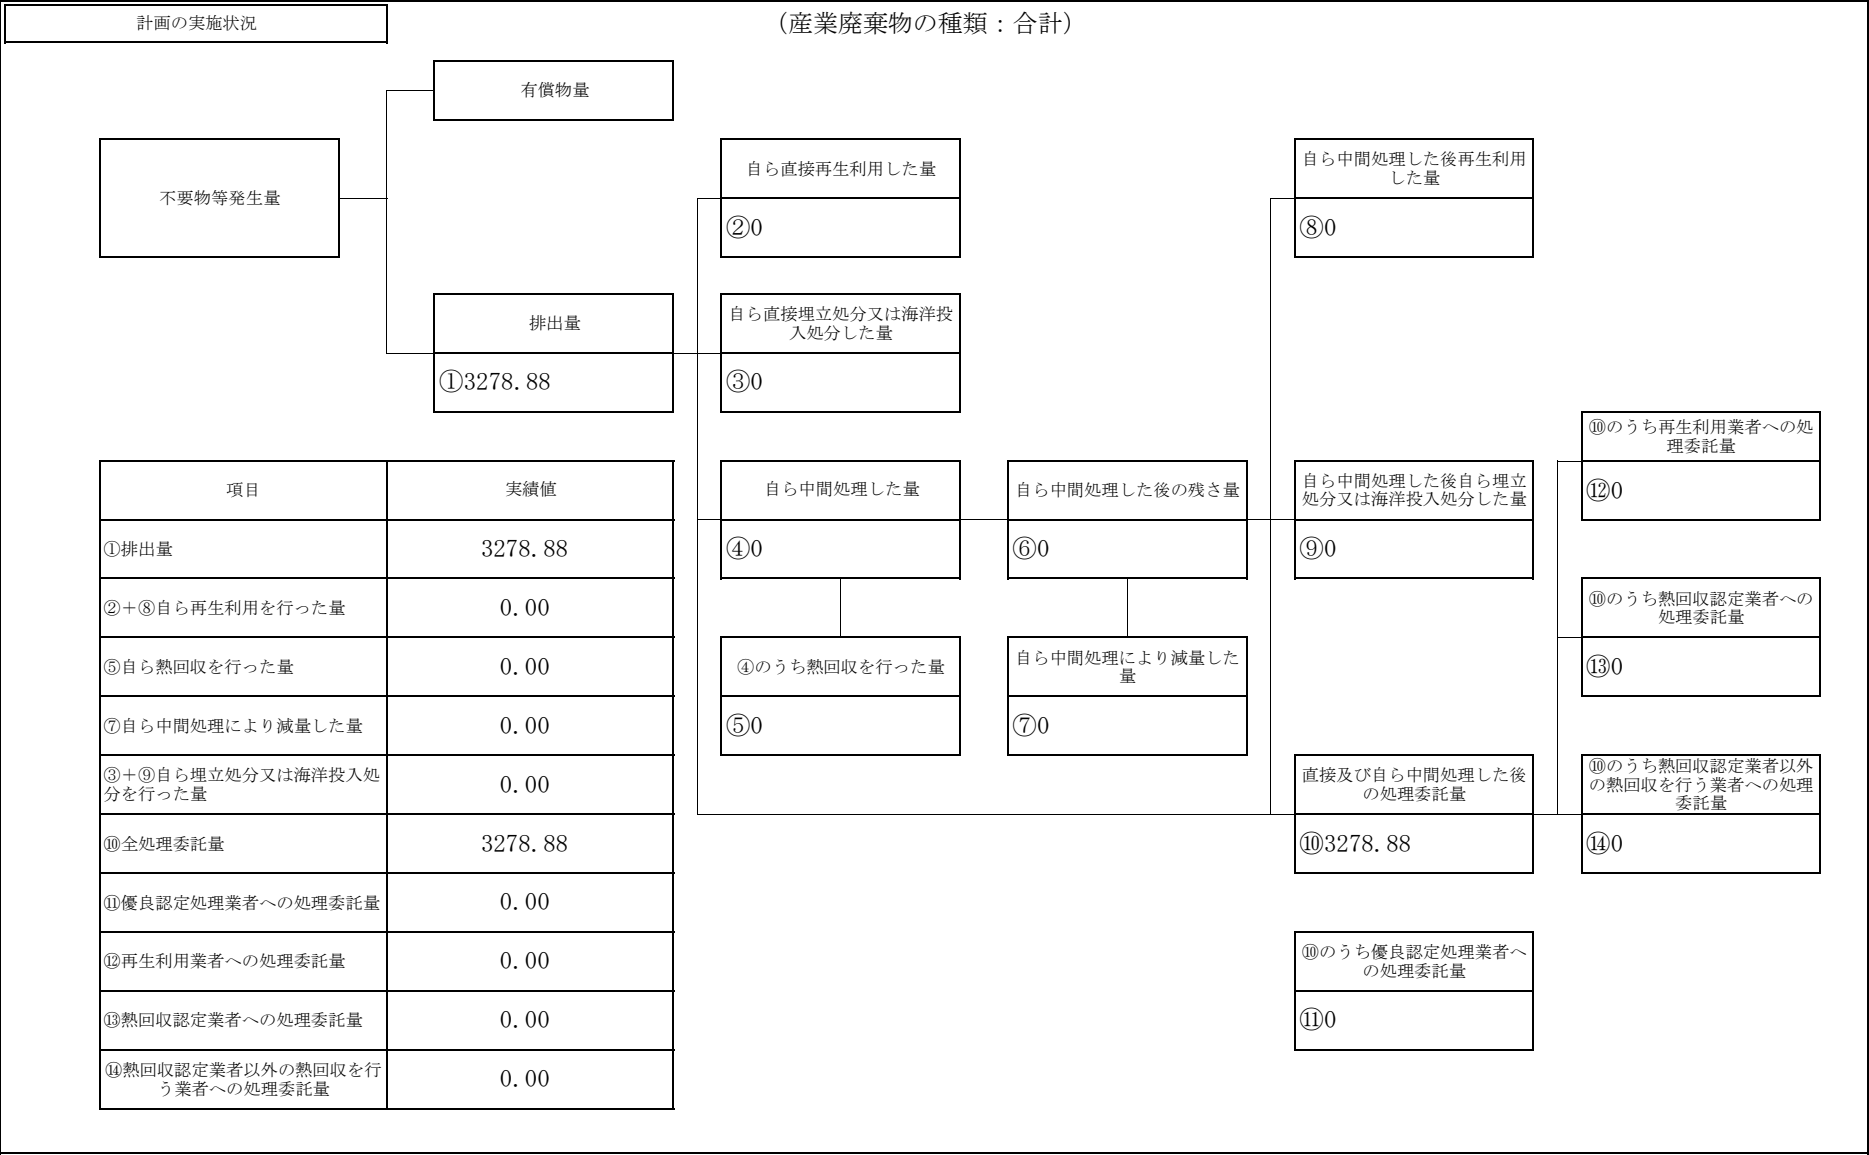 計画の実施状況
（産業廃棄物の種類：合計）
有償物量
不要物等発生量
自ら直接再生利用した量
②0
自ら中間処理した後再生利用
した量
⑧0
排出量
①3278.88
自ら直接埋立処分又は海洋投
入処分した量
③0
⑩のうち再生利用業者への処
理委託量
⑫0
自ら中間処理した量
④0
自ら中間処理した後の残さ量
⑥0
自ら中間処理した後自ら埋立
処分又は海洋投入処分した量
⑨0
⑩のうち熱回収認定業者への
処理委託量
⑬0
④のうち熱回収を行った量
⑤0
自ら中間処理により減量した
量
⑦0
直接及び自ら中間処理した後
の処理委託量
⑩3278.88
⑩のうち熱回収認定業者以外
の熱回収を行う業者への処理
委託量
⑭0
⑩のうち優良認定処理業者へ
の処理委託量
⑪0
項目 実績値
①排出量 3278.88
②＋⑧自ら再生利用を行った量 0.00
⑤自ら熱回収を行った量 0.00
⑦自ら中間処理により減量した量 0.00
③＋⑨自ら埋立処分又は海洋投入処
分を行った量 0.00
⑩全処理委託量 3278.88
⑪優良認定処理業者への処理委託量 0.00
⑫再生利用業者への処理委託量 0.00
⑬熱回収認定業者への処理委託量 0.00
⑭熱回収認定業者以外の熱回収を行
う業者への処理委託量 0.00